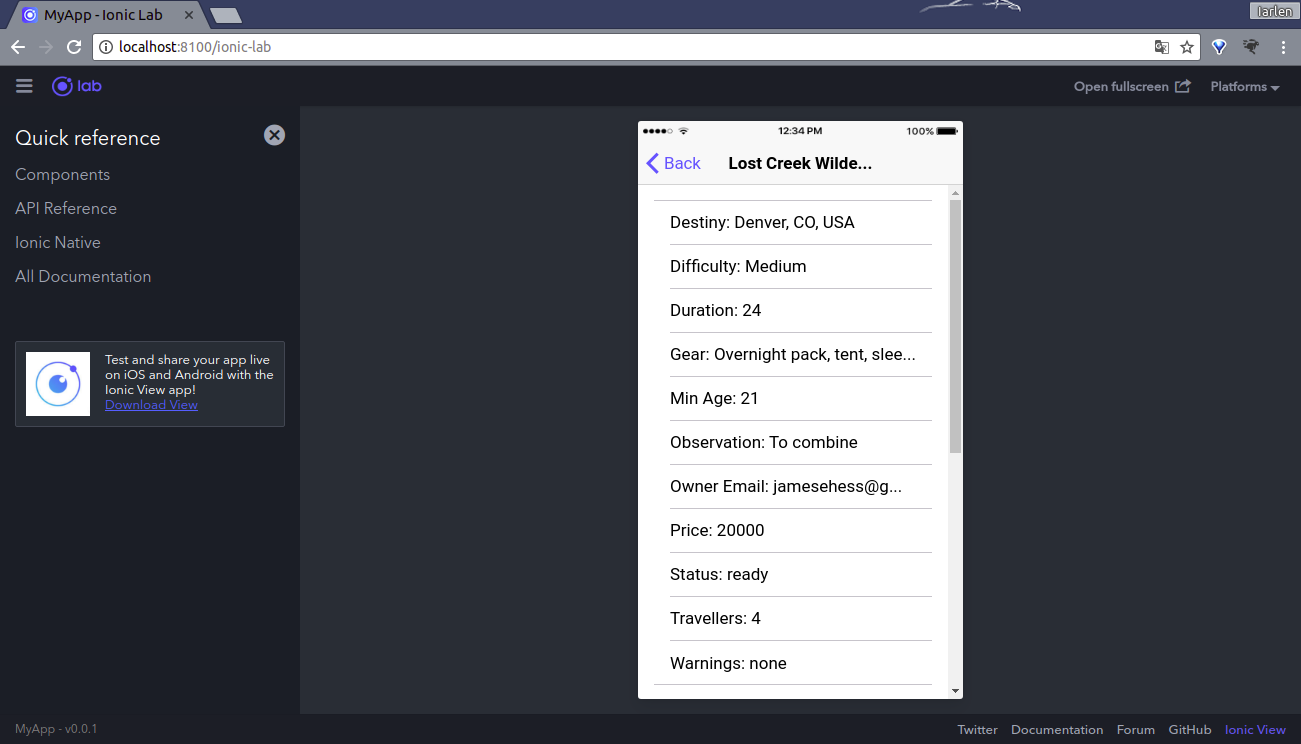 MyApp - Ionic Lab
Iarlen
localhost:8100/ionic-lab
lab
Open fullscreen
Platforms
Quick reference
Components
API Reference
Ionic Native
All Documentation
Test and share your app live
on iOS and Android with the
Ionic View app!
Download View
12:34 PM
100%
Back
Lost Creek Wilde...
Destiny: Denver, CO, USA
Difficulty: Medium
Duration: 24
Gear: Overnight pack, tent, slee...
Min Age: 21
Observation: To combine
Owner Email: jamesehess@g...
Price: 20000
Status: ready
Travellers: 4
Warnings: none
MyApp - v0.0.1
Twitter
Documentation
Forum
GitHub
Ionic View